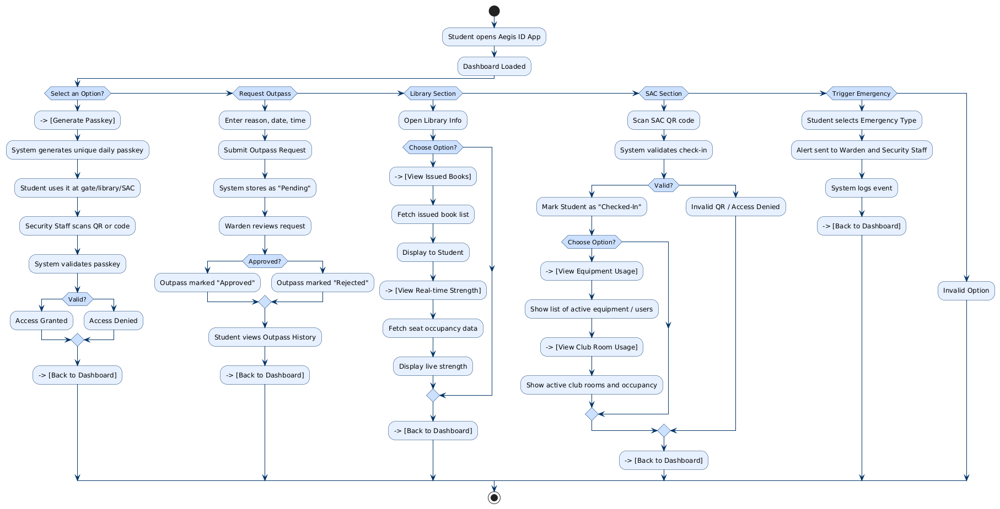 Student opens Aegis ID App
Dashboard Loaded
Select an Option?
-> [Generate Passkey]
System generates unique daily passkey
Student uses it at gate/library/SAC
Security Staff scans QR or code
System validates passkey
Valid?
Access Granted
Access Denied
-> [Back to Dashboard]
Request Outpass
Enter reason, date, time
Submit Outpass Request
System stores as "Pending"
Warden reviews request
Approved?
Outpass marked "Approved"
Outpass marked "Rejected"
Student views Outpass History
-> [Back to Dashboard]
Library Section
Open Library Info
Choose Option?
-> [View Issued Books]
Fetch issued book list
Display to Student
-> [View Real-time Strength]
Fetch seat occupancy data
Display live strength
-> [Back to Dashboard]
SAC Section
Scan SAC QR code
System validates check-in
Valid?
Mark Student as "Checked-In"
Choose Option?
-> [View Equipment Usage]
Show list of active equipment / users
-> [View Club Room Usage]
Show active club rooms and occupancy
Invalid QR / Access Denied
-> [Back to Dashboard]
Trigger Emergency
Student selects Emergency Type
Alert sent to Warden and Security Staff
System logs event
-> [Back to Dashboard]
Invalid Option